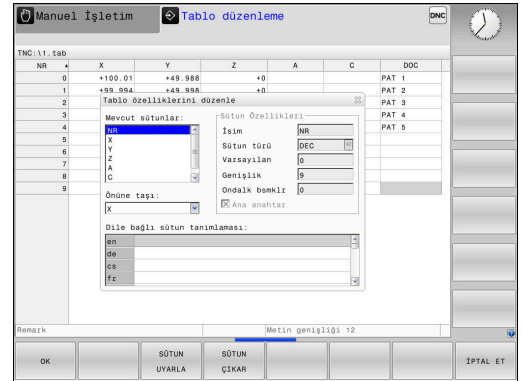 Manuel İşletim
Tablo düzenleme
DNC
TNC:\1.tab
NR X Y Z A C DOC
0 +100.01 +49.988 +0 PAT 1
1 +99.994 +49.998 +0 PAT 2
2 PAT 3
3 PAT 4
4 PAT 5
5
6
7
8
9
Tablo özelliklerini düzenle
Mevcut sütunlar:
NR
X
Y
Z
A
C
Önüne taşı:
X
Sütun Özellikleri
İsim NR
Sütun türü DEC
Varsayılan 0
Genişlik 9
Ondalk bsmklr 0
Ana anahtar
Dile bağlı sütun tanımlaması:
en
de
cs
fr
Remark
Metin genişliği 12
OK
SÜTUN
UYARLA
SÜTUN
ÇIKAR
İPTAL ET